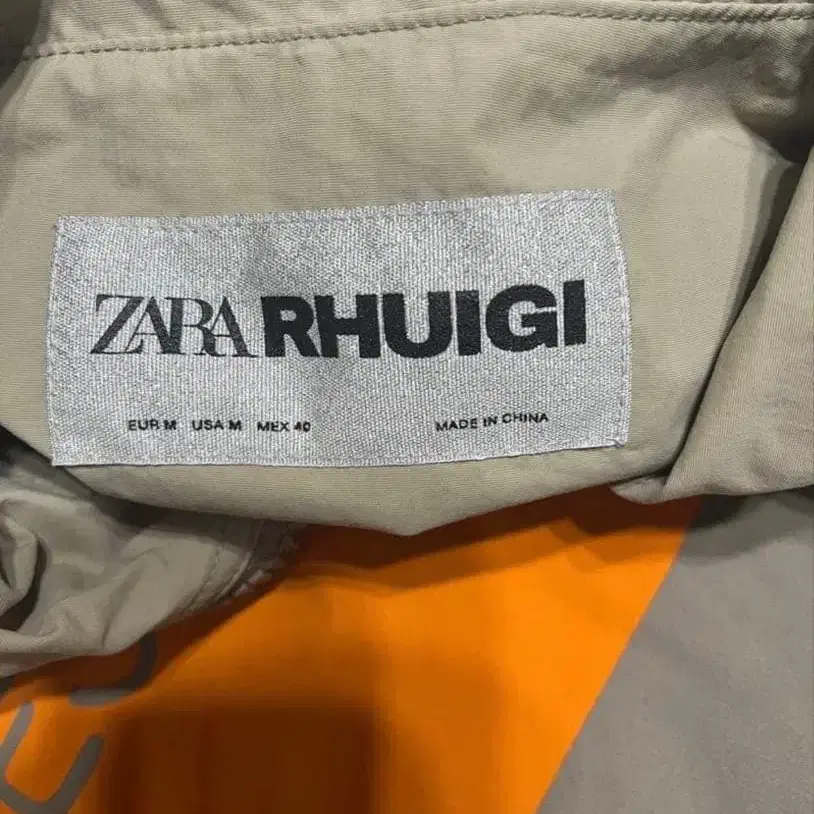 ZARA RHUIGI
EUR M USA M MEX 40 MADE IN CHINA